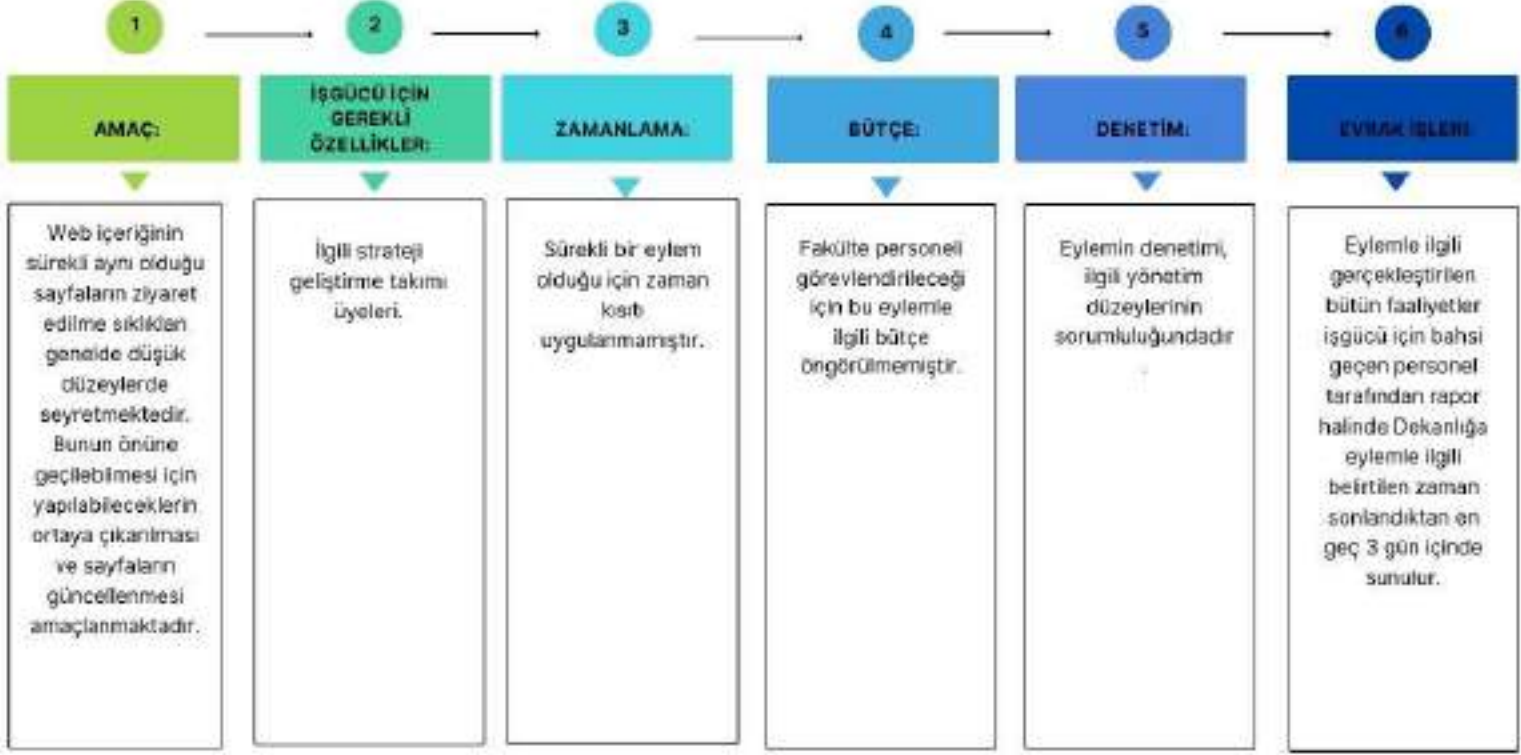 1
2
3
4
5
6
AMAÇ:
İŞGÜCÜ İÇİN
GEREKLİ
ÖZELLİKLER:
ZAMANLAMA:
BÜTÇE:
DENETİM:
EVRAK İŞLERİ:
Web içeriğinin
sürekli aynı olduğu
sayfaların ziyaret
edilme sıklıkları
genelde düşük
düzeylerde
seyretmektedir.
Bunun önüne
geçilebilmesi için
yapılabileceklerin
ortaya çıkarılması
ve sayfaların
güncellenmesi
amaçlanmaktadır.
İlgili strateji
geliştirme takımı
üyeleri.
Sürekli bir eylem
olduğu için zaman
kısıtı
uygulanmamıştır.
Fakülte personeli
görevlendirileceği
için bu eylemle
ilgili bütçe
öngörülmemiştir.
Eylemin denetimi,
ilgili yönetim
düzeylerinin
sorumluluğundadır
.
Eylemle ilgili
gerçekleştirilen
bütün faaliyetler
işgücü için bahsi
geçen personel
tarafından rapor
halinde Dekanlığa
eylemle ilgili
belirtilen zaman
sonlandıktan en
geç 3 gün içinde
sunulur.